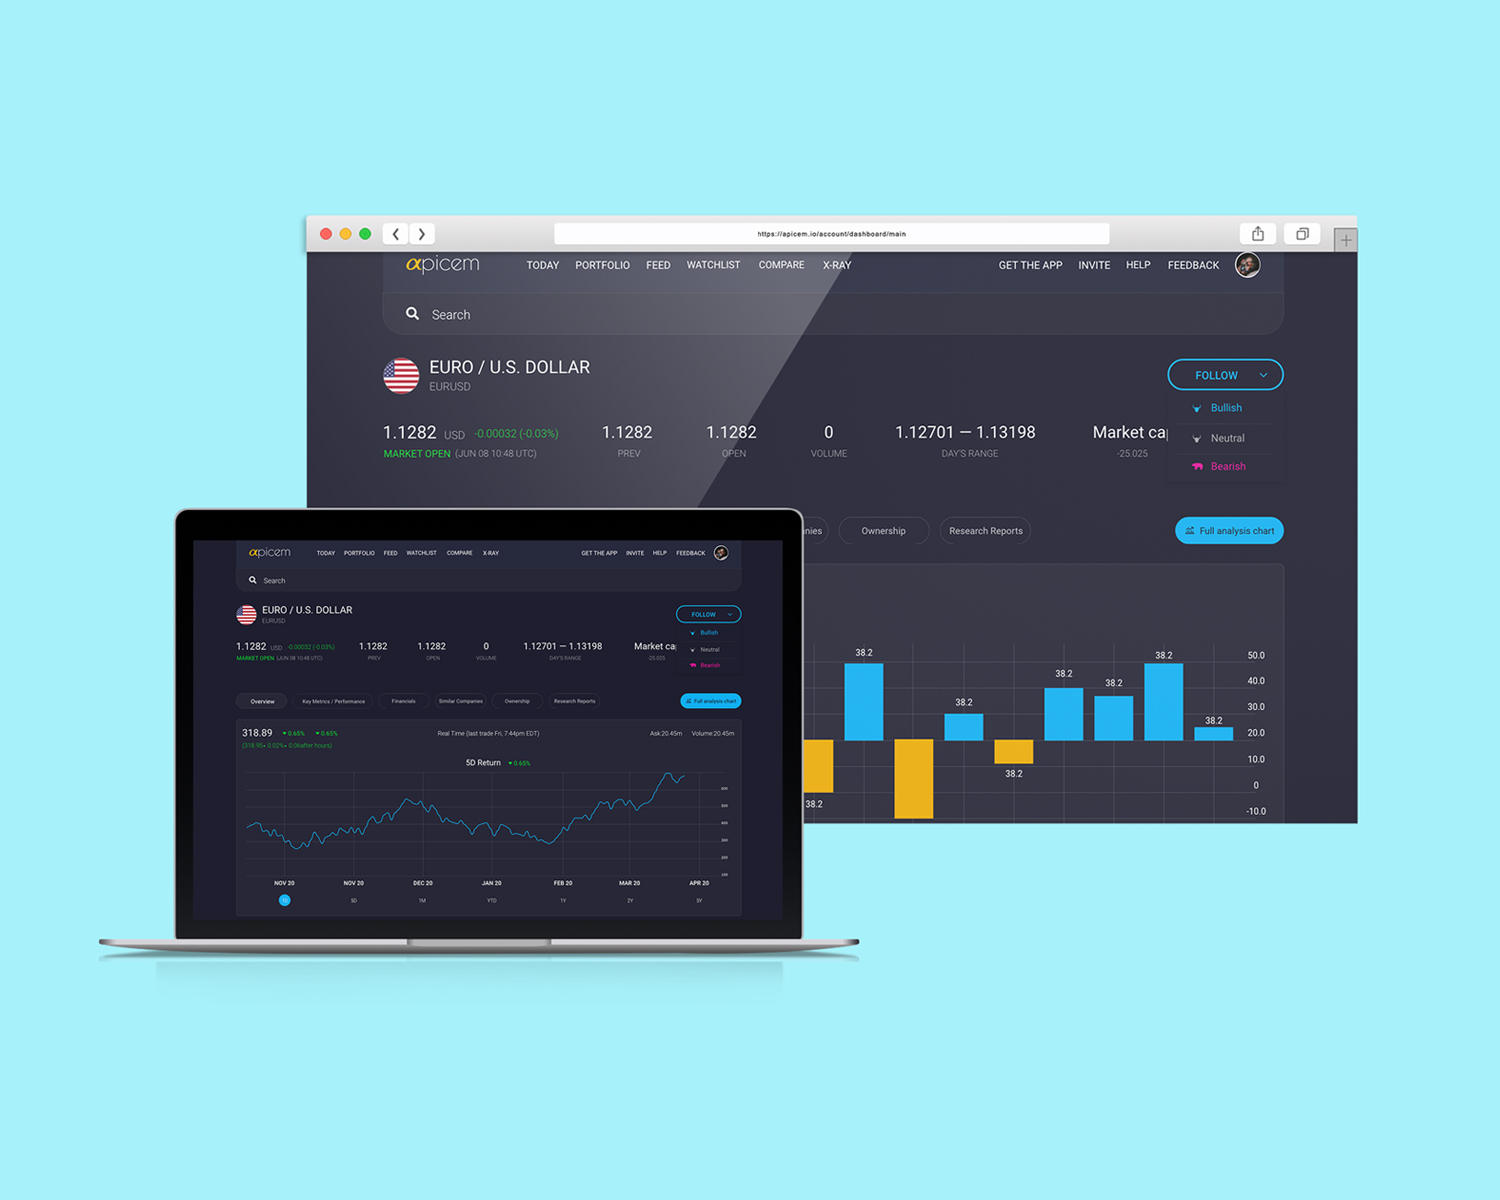 https://apicem.io/account/dashboard/main
αpicem TODAY PORTFOLIO FEED WATCHLIST COMPARE X-RAY GET THE APP INVITE HELP FEEDBACK
Search
EURO / U.S. DOLLAR
EURUSD
FOLLOW
Bullish
Neutral
Bearish
1.1282 USD -0.00032 (-0.03%) 1.1282 1.1282 0 1.12701 — 1.13198 Market cap
MARKET OPEN (JUN 08 10:48 UTC) PREV OPEN VOLUME DAY'S RANGE -25.025
nies Ownership Research Reports Full analysis chart
38.2 38.2 50.0
38.2 38.2 40.0
38.2 38.2 30.0
20.0
38.2 10.0
0
38.2 -10.0
αpicem TODAY PORTFOLIO FEED WATCHLIST COMPARE X-RAY GET THE APP INVITE HELP FEEDBACK
Search
EURO / U.S. DOLLAR
EURUSD
FOLLOW
Bullish
Neutral
Bearish
1.1282 USD -0.00032 (-0.03%) 1.1282 1.1282 0 1.12701 — 1.13198 Market cap
MARKET OPEN (JUN 08 10:48 UTC) PREV OPEN VOLUME DAY'S RANGE -25.025
Overview Key Metrics / Performance Financials Similar Companies Ownership Research Reports Full analysis chart
318.89 0.65% 0.65% Real Time (last trade Fri, 7:44pm EDT) Ask:20.45m Volume:20.45m
(318.95• 0.02%• 0.06after hours)
5D Return 0.65%
600
500
400
300
200
100
NOV 20 NOV 20 DEC 20 JAN 20 FEB 20 MAR 20 APR 20
1D 5D 1M YTD 1Y 2Y 5Y